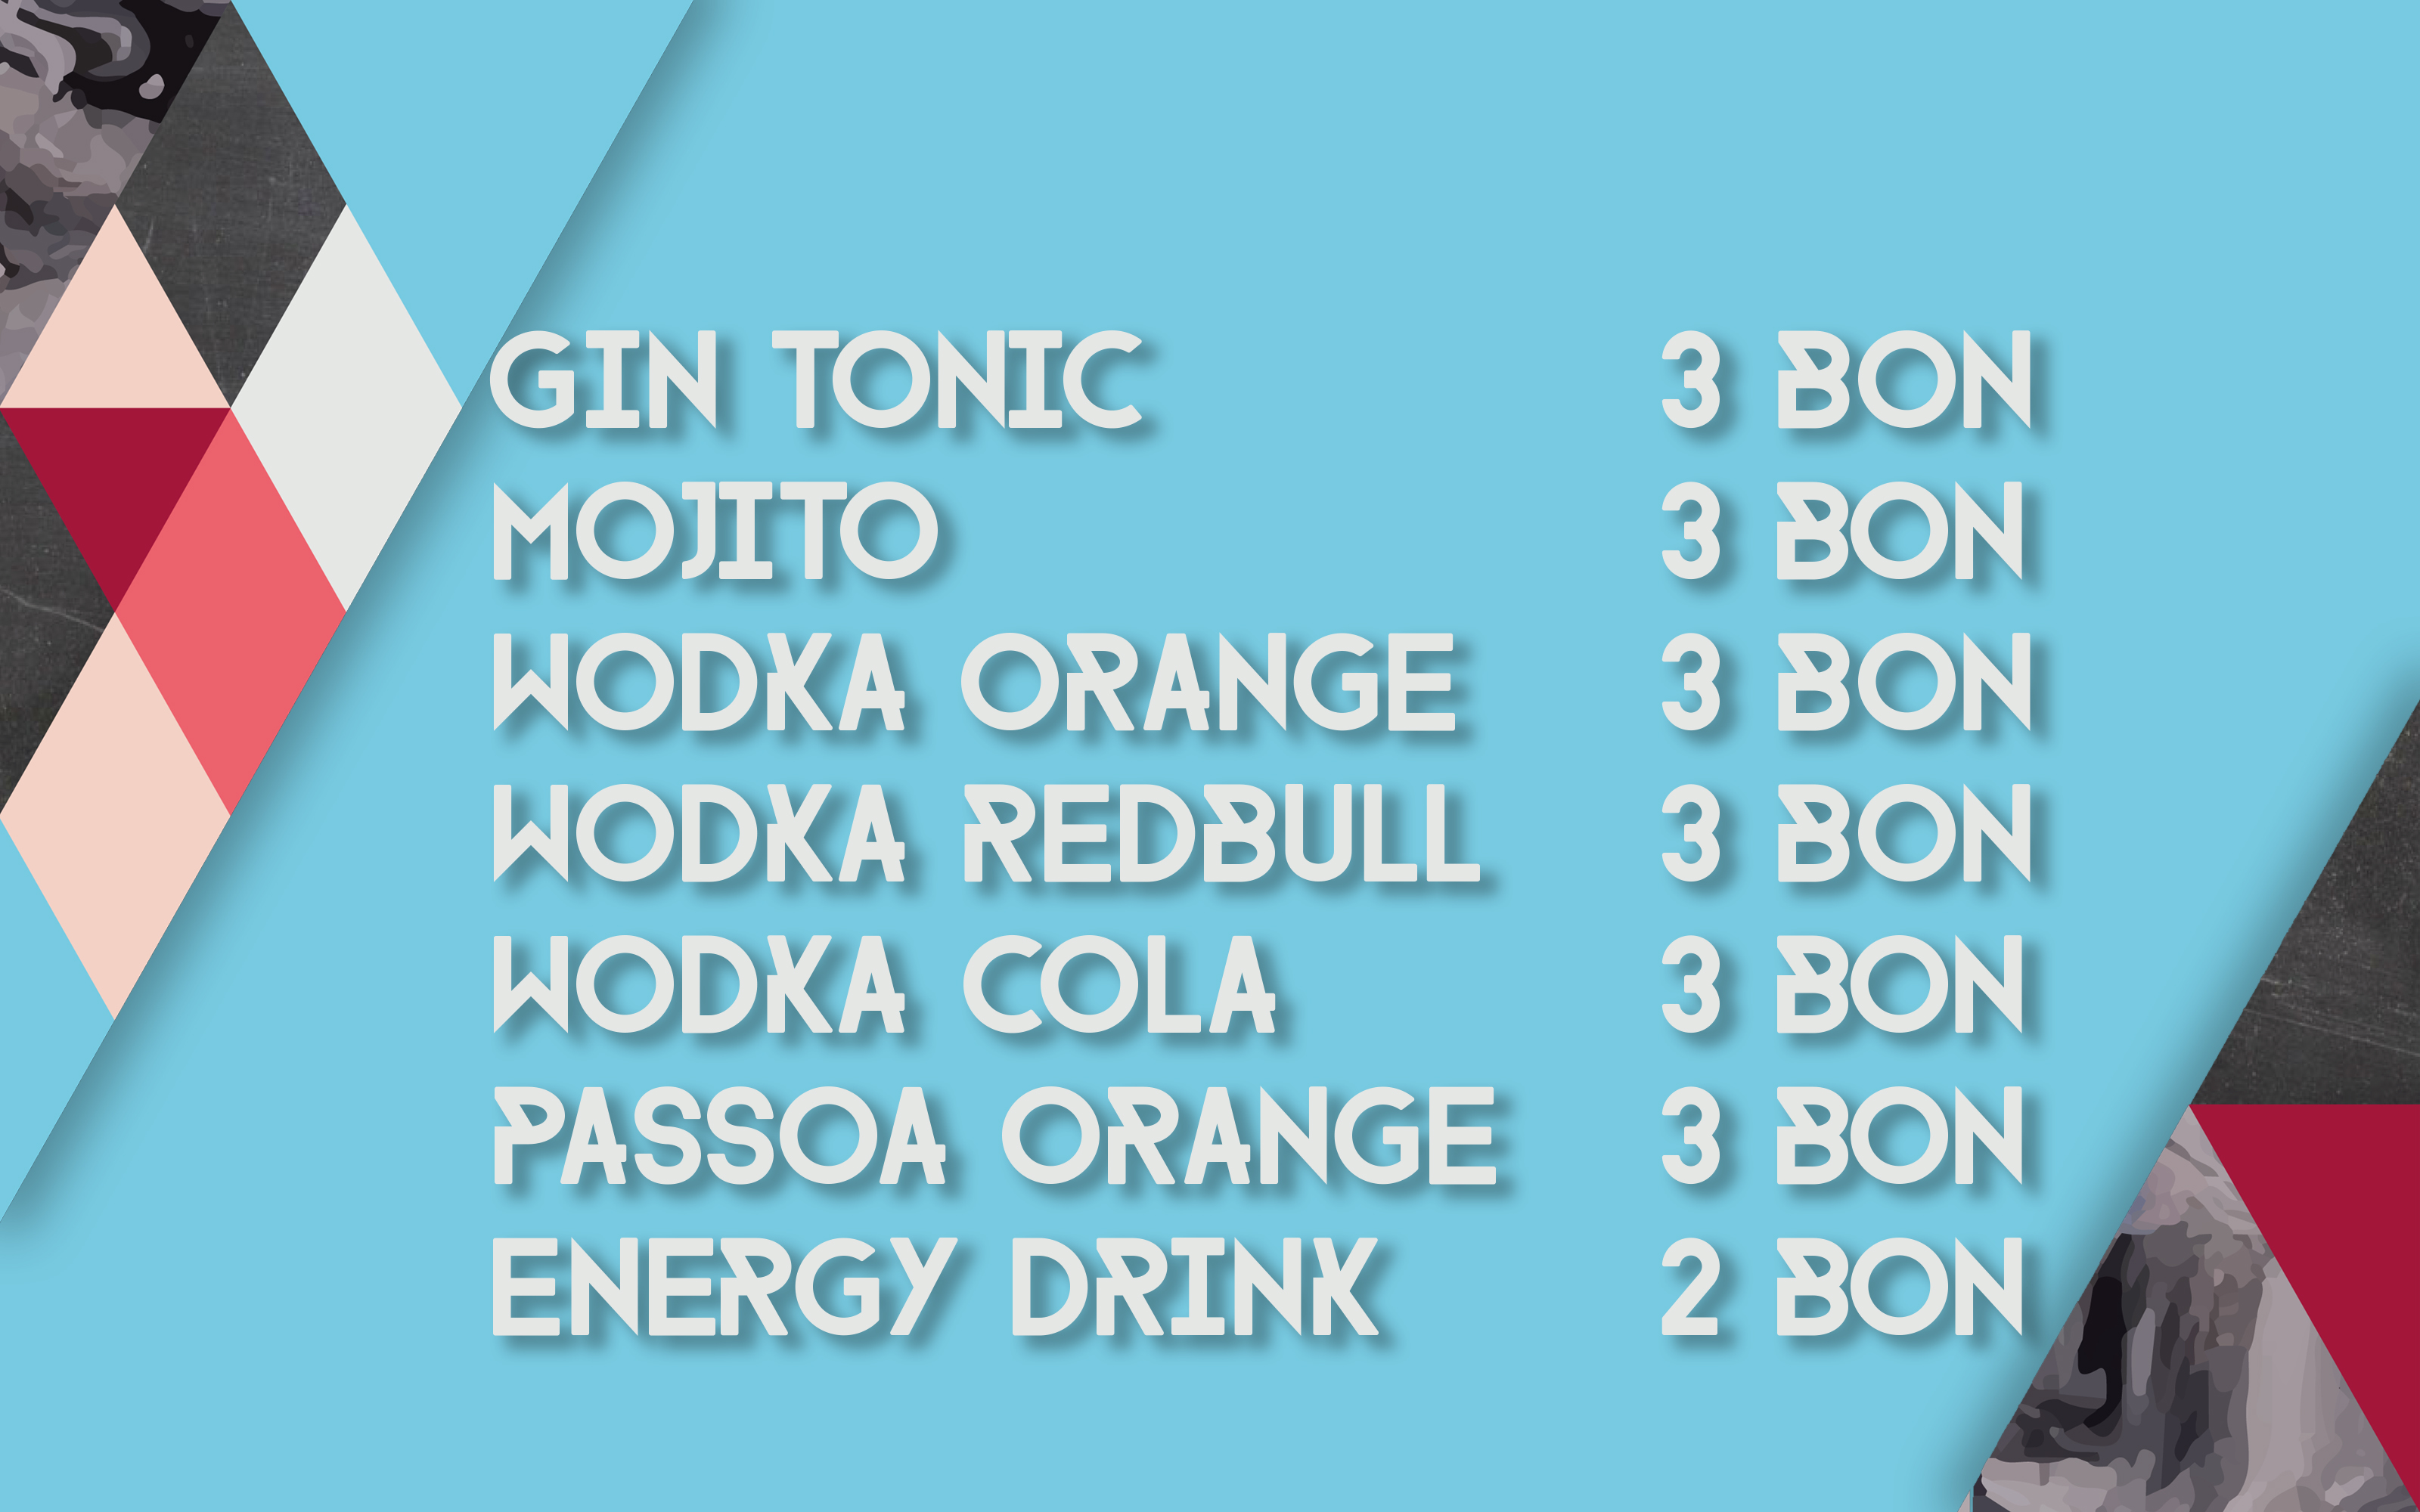 GIN TONIC 3 BON
MOJITO 3 BON
WODKA ORANGE 3 BON
WODKA REDBULL 3 BON
WODKA COLA 3 BON
PASSOA ORANGE 3 BON
ENERGY DRINK 2 BON